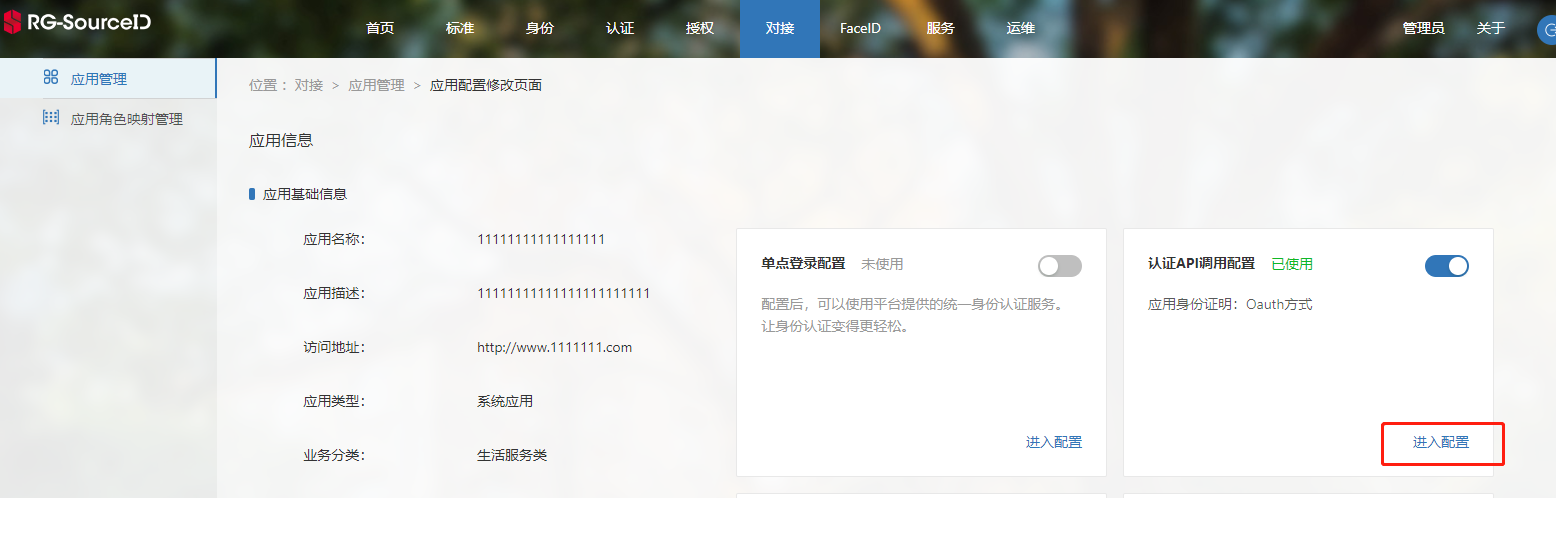 RG-SourceID
首页 标准 身份 认证 授权 对接 FaceID 服务 运维 管理员 关于
应用管理
应用角色映射管理
位置： 对接 > 应用管理 > 应用配置修改页面
应用信息
应用基础信息
应用名称： 11111111111111111
应用描述： 1111111111111111111111111
访问地址： http://www.1111111.com
应用类型： 系统应用
业务分类： 生活服务类
单点登录配置 未使用
配置后，可以使用平台提供的统一身份认证服务。
让身份认证变得更轻松。
进入配置
认证API调用配置 已使用
应用身份证明：Oauth方式
进入配置